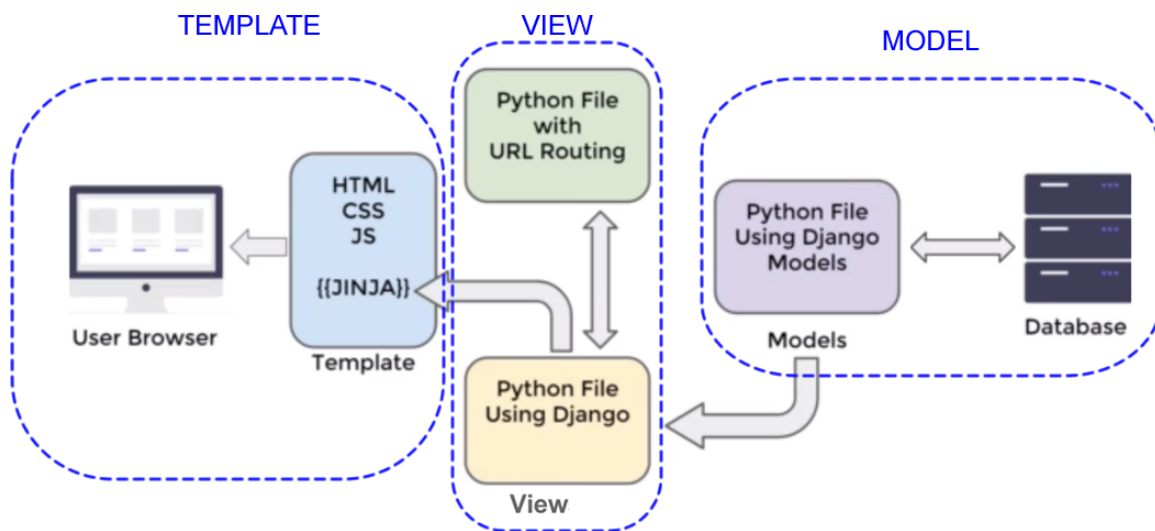 TEMPLATE
VIEW
MODEL
Python File
with
URL Routing
HTML
CSS
JS
{{JINJA}}
Template
User Browser
Python File
Using Django
View
Python File
Using Django
Models
Models
Database